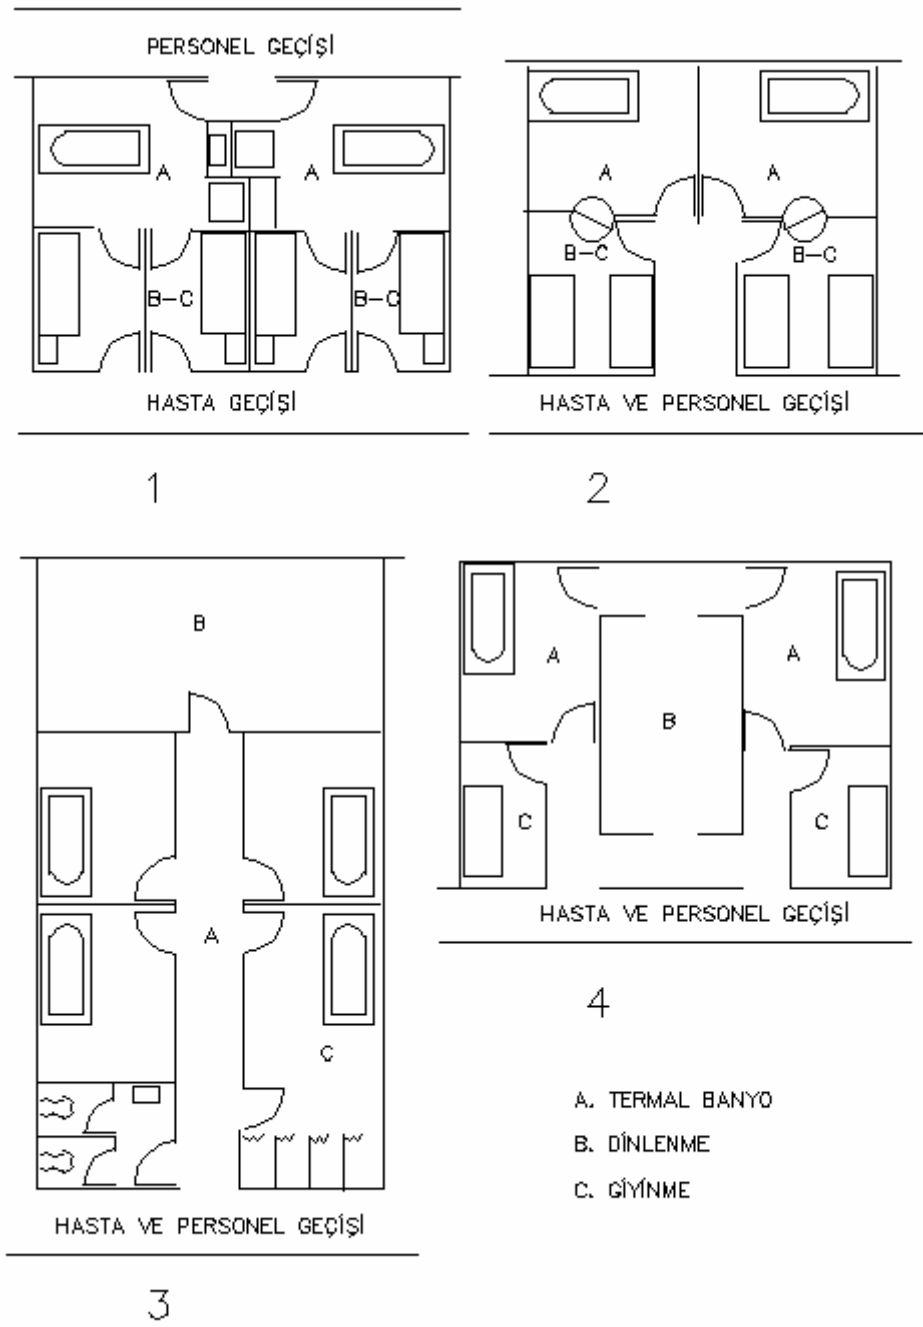 PERSONEL GEÇİŞİ
A A
B-C B-C
HASTA GEÇİŞİ
1
A A
B-C B-C
HASTA VE PERSONEL GEÇİŞİ
2
B
A
C
HASTA VE PERSONEL GEÇİŞİ
3
A A
B
C C
HASTA VE PERSONEL GEÇİŞİ
4
A. TERMAL BANYO
B. DİNLENME
C. GİYİNME